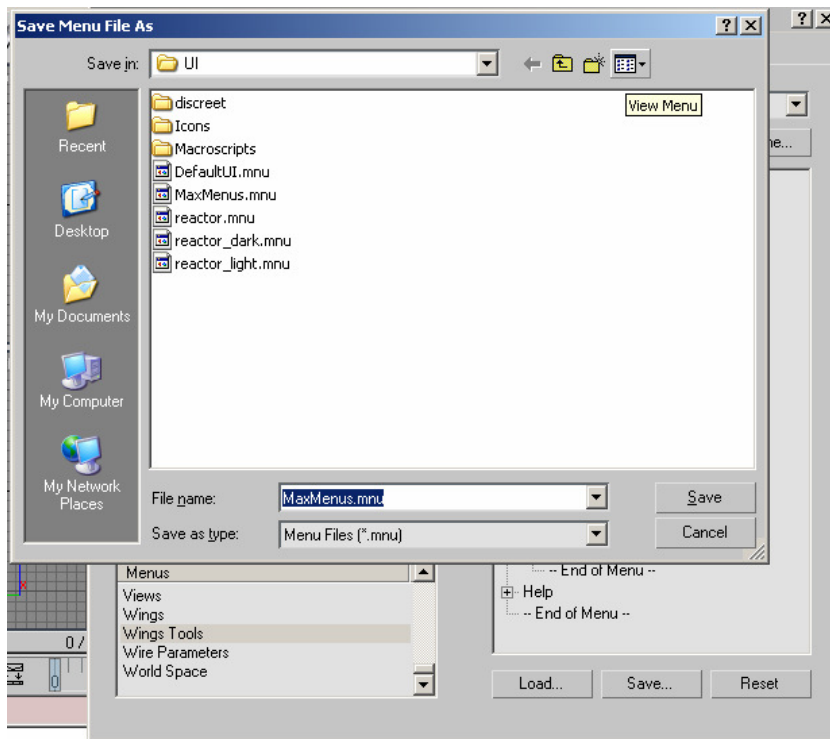 Save Menu File As
Save in: UI
View Menu
Recent
Desktop
My Documents
My Computer
My Network
Places
discreet
Icons
Macroscripts
DefaultUI.mnu
MaxMenus.mnu
reactor.mnu
reactor_dark.mnu
reactor_light.mnu
File name: MaxMenus.mnu Save
Save as type: Menu Files (*.mnu) Cancel
Menus
Views
Wings
Wings Tools
Wire Parameters
World Space
-- End of Menu --
Help
-- End of Menu --
Load... Save... Reset
0 /
0